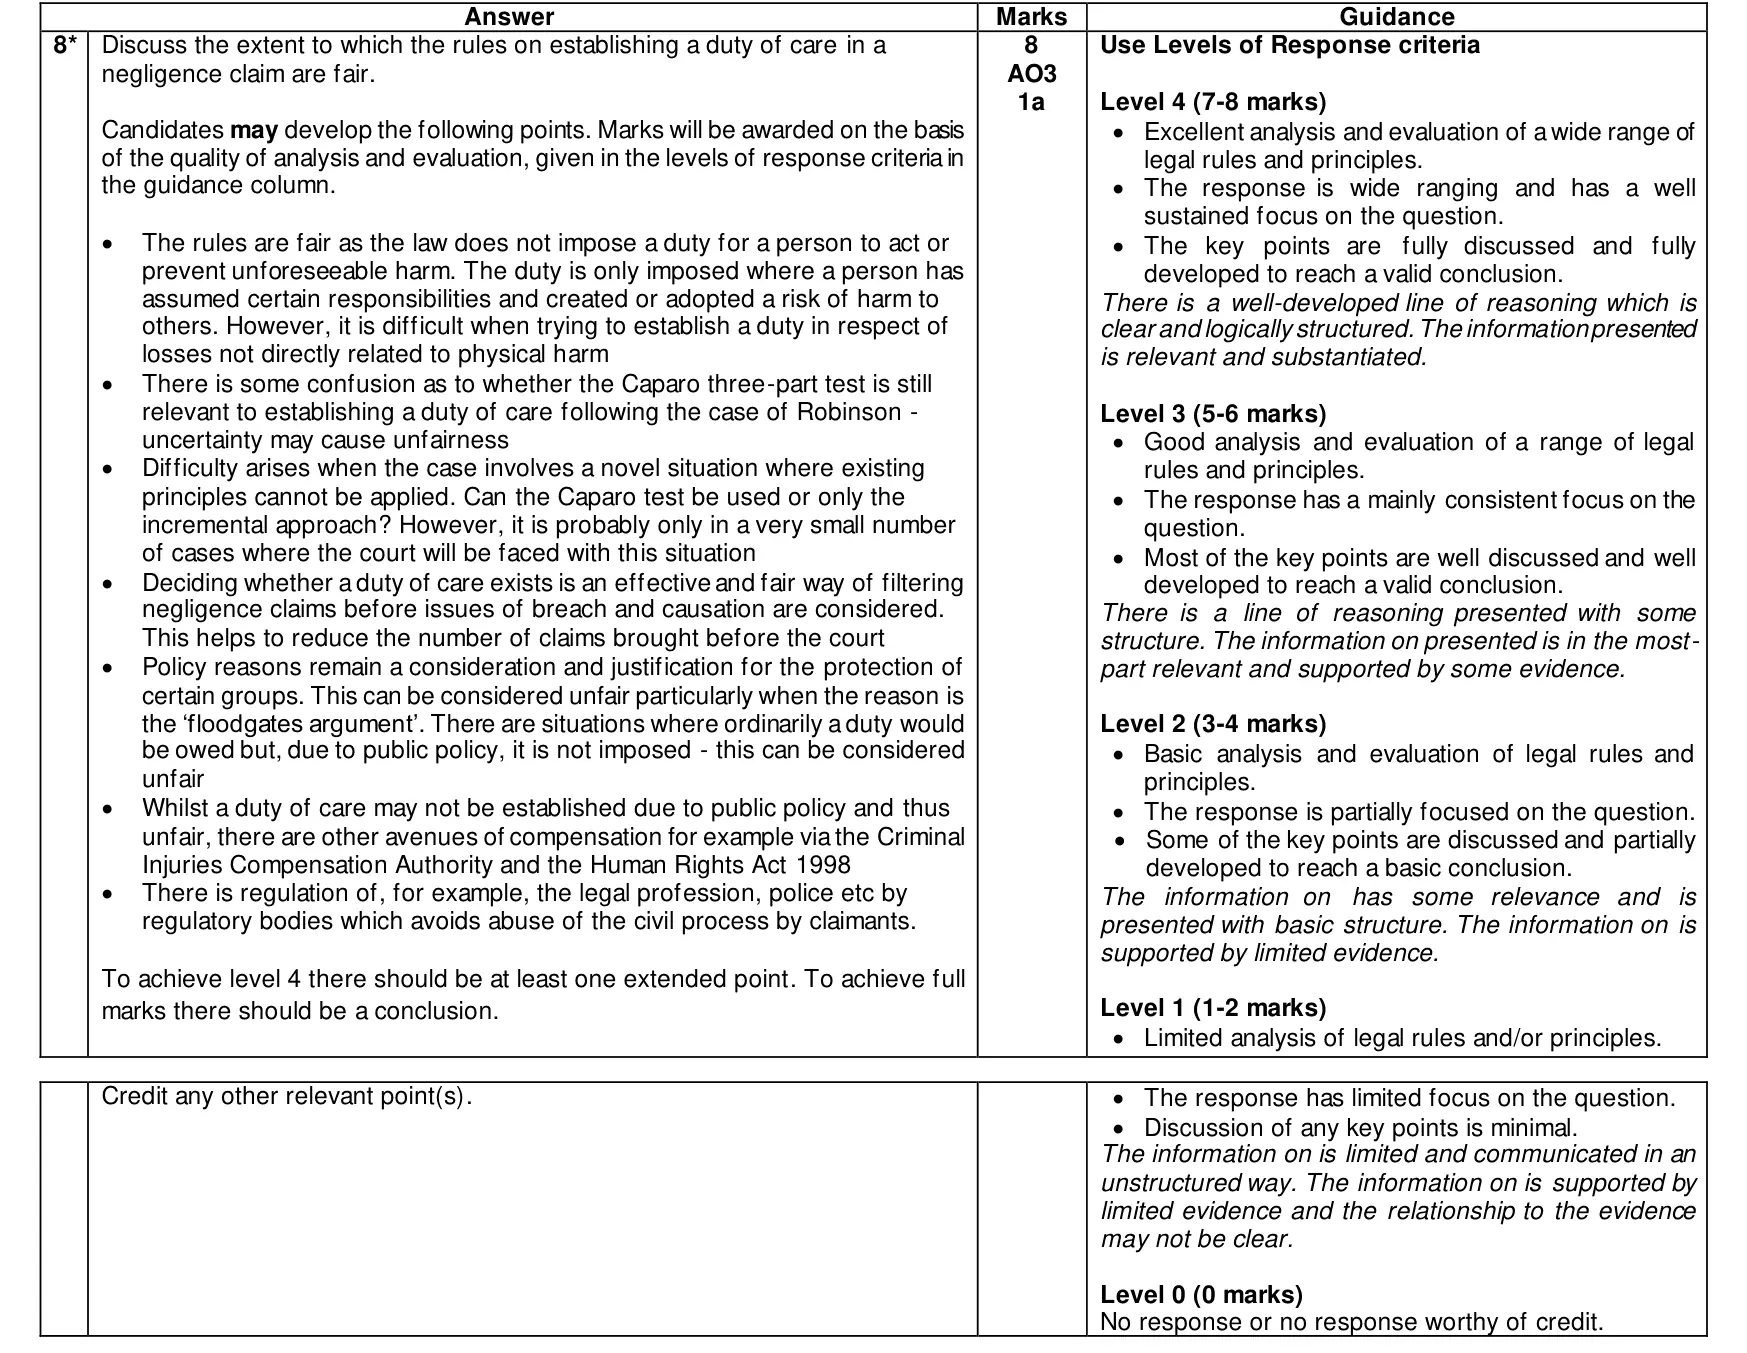 Answer
Marks
Guidance
8*
Discuss the extent to which the rules on establishing a duty of care in a
negligence claim are fair.
Candidates may develop the following points. Marks will be awarded on the basis
of the quality of analysis and evaluation, given in the levels of response criteria in
the guidance column.
• The rules are fair as the law does not impose a duty for a person to act or
prevent unforeseeable harm. The duty is only imposed where a person has
assumed certain responsibilities and created or adopted a risk of harm to
others. However, it is difficult when trying to establish a duty in respect of
losses not directly related to physical harm
• There is some confusion as to whether the Caparo three-part test is still
relevant to establishing a duty of care following the case of Robinson -
uncertainty may cause unfairness
• Difficulty arises when the case involves a novel situation where existing
principles cannot be applied. Can the Caparo test be used or only the
incremental approach? However, it is probably only in a very small number
of cases where the court will be faced with this situation
• Deciding whether a duty of care exists is an effective and fair way of filtering
negligence claims before issues of breach and causation are considered.
This helps to reduce the number of claims brought before the court
• Policy reasons remain a consideration and justification for the protection of
certain groups. This can be considered unfair particularly when the reason is
the ‘floodgates argument’. There are situations where ordinarily a duty would
be owed but, due to public policy, it is not imposed - this can be considered
unfair
• Whilst a duty of care may not be established due to public policy and thus
unfair, there are other avenues of compensation for example via the Criminal
Injuries Compensation Authority and the Human Rights Act 1998
• There is regulation of, for example, the legal profession, police etc by
regulatory bodies which avoids abuse of the civil process by claimants.
To achieve level 4 there should be at least one extended point. To achieve full
marks there should be a conclusion.
8
AO3
1a
Use Levels of Response criteria
Level 4 (7-8 marks)
• Excellent analysis and evaluation of a wide range of
legal rules and principles.
• The response is wide ranging and has a well
sustained focus on the question.
• The key points are fully discussed and fully
developed to reach a valid conclusion.
There is a well-developed line of reasoning which is
clear and logically structured. The information presented
is relevant and substantiated.
Level 3 (5-6 marks)
• Good analysis and evaluation of a range of legal
rules and principles.
• The response has a mainly consistent focus on the
question.
• Most of the key points are well discussed and well
developed to reach a valid conclusion.
There is a line of reasoning presented with some
structure. The information on presented is in the most-
part relevant and supported by some evidence.
Level 2 (3-4 marks)
• Basic analysis and evaluation of legal rules and
principles.
• The response is partially focused on the question.
• Some of the key points are discussed and partially
developed to reach a basic conclusion.
The information on has some relevance and is
presented with basic structure. The information on is
supported by limited evidence.
Level 1 (1-2 marks)
• Limited analysis of legal rules and/or principles.
Credit any other relevant point(s).
• The response has limited focus on the question.
• Discussion of any key points is minimal.
The information on is limited and communicated in an
unstructured way. The information on is supported by
limited evidence and the relationship to the evidence
may not be clear.
Level 0 (0 marks)
No response or no response worthy of credit.